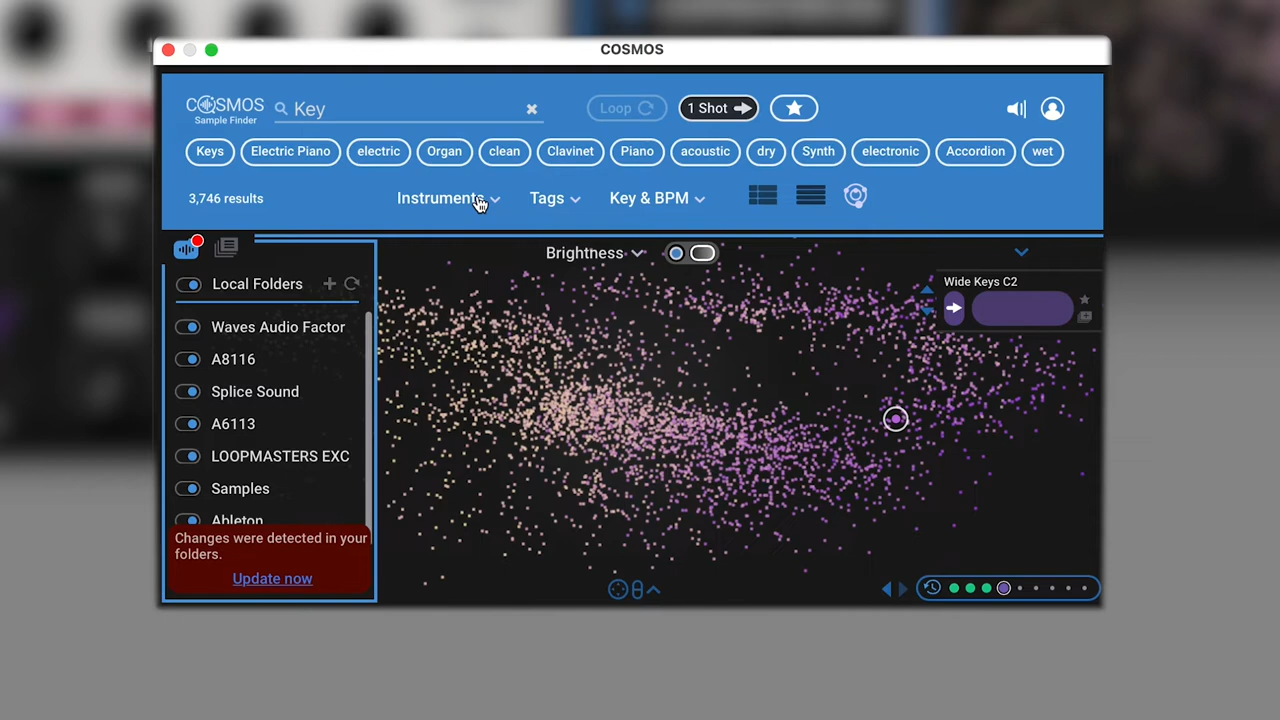 COSMOS
COSMOS
Sample Finder
Key
Loop
1 Shot
Keys
Electric Piano
electric
Organ
clean
Clavinet
Piano
acoustic
dry
Synth
electronic
Accordion
wet
3,746 results
Instruments
Tags
Key & BPM
Local Folders
Brightness
Wide Keys C2
Waves Audio Factor
A8116
Splice Sound
A6113
LOOPMASTERS EXC
Samples
Ableton
Changes were detected in your
folders.
Update now